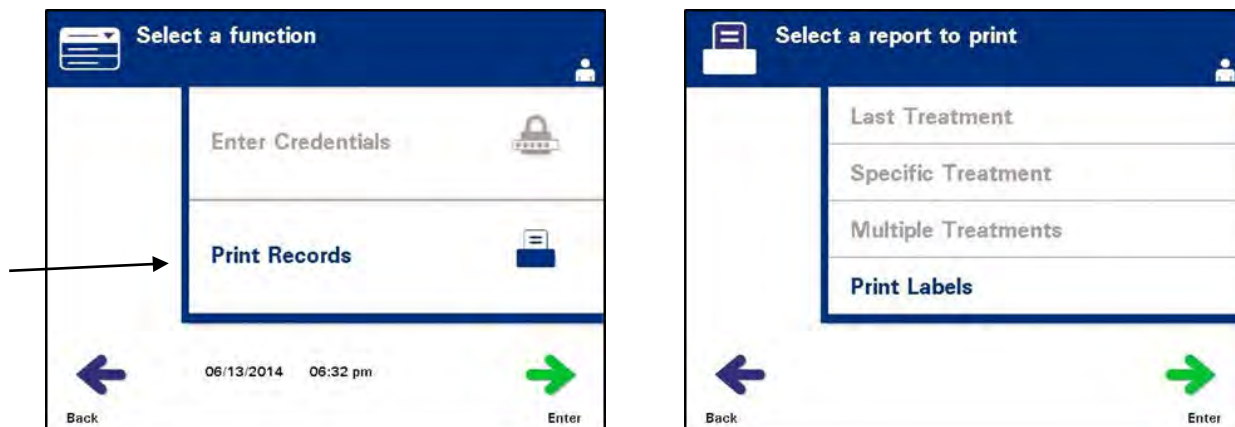 Select a function
Enter Credentials
Print Records
06/13/2014 06:32 pm
Back
Enter
Select a report to print
Last Treatment
Specific Treatment
Multiple Treatments
Print Labels
Back
Enter